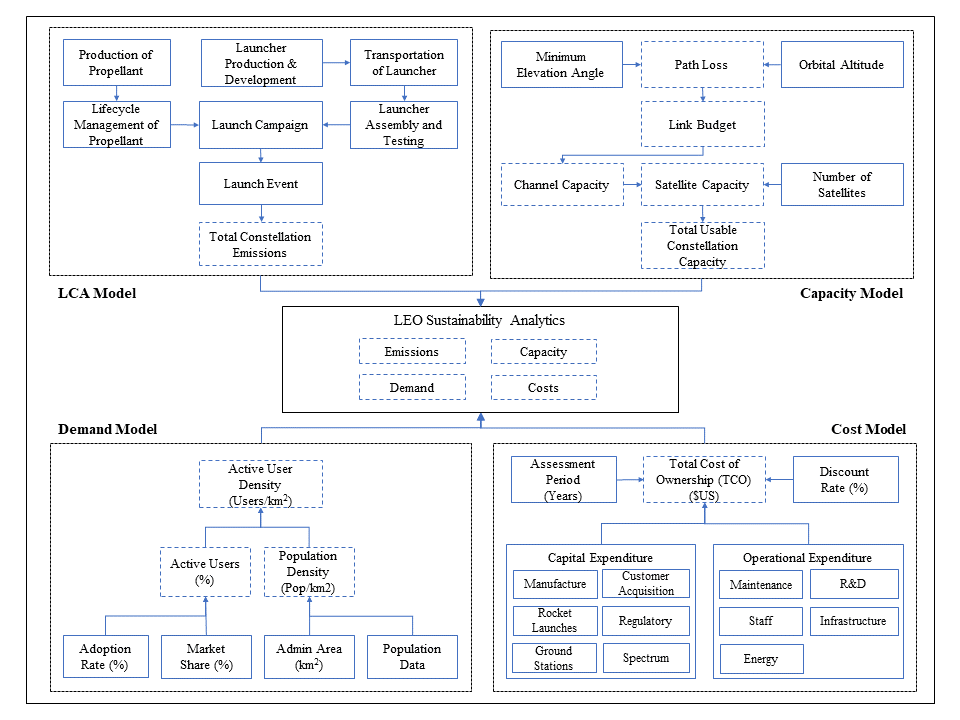 Production of
Propellant
Launcher
Production &
Development
Transportation
of Launcher
Lifecycle
Management of
Propellant
Launch Campaign
Launcher
Assembly and
Testing
Launch Event
Total Constellation
Emissions
LCA Model
Minimum
Elevation Angle
Path Loss
Orbital Altitude
Link Budget
Channel Capacity
Satellite Capacity
Number of
Satellites
Total Usable
Constellation
Capacity
Capacity Model
LEO Sustainability Analytics
Emissions
Capacity
Demand
Costs
Demand Model
Active User
Density
(Users/km²)
Active Users
(%)
Population
Density
(Pop/km2)
Adoption
Rate (%)
Market
Share (%)
Admin Area
(km²)
Population
Data
Cost Model
Assessment
Period
(Years)
Total Cost of
Ownership (TCO)
($US)
Discount
Rate (%)
Capital Expenditure
Manufacture
Customer
Acquisition
Rocket
Launches
Regulatory
Ground
Stations
Spectrum
Operational Expenditure
Maintenance
R&D
Staff
Infrastructure
Energy